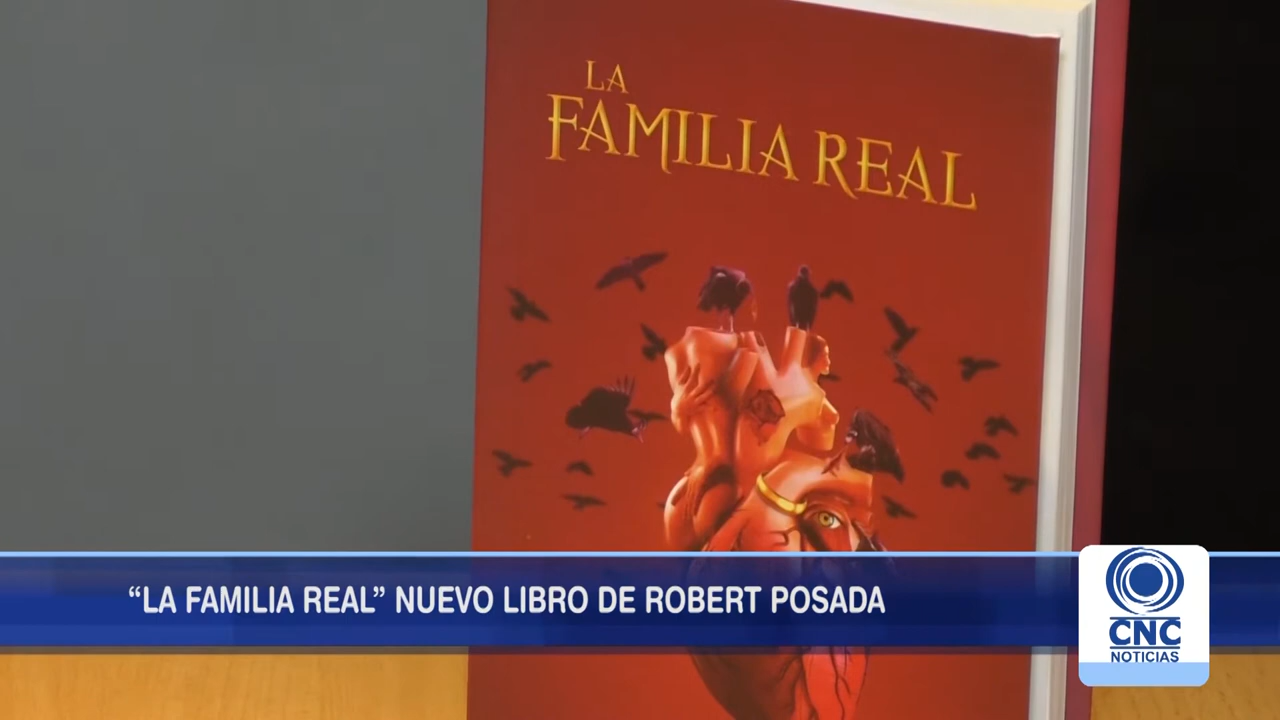 LA
FAMILIA REAL
“LA FAMILIA REAL” NUEVO LIBRO DE ROBERT POSADA
CNC
NOTICIAS